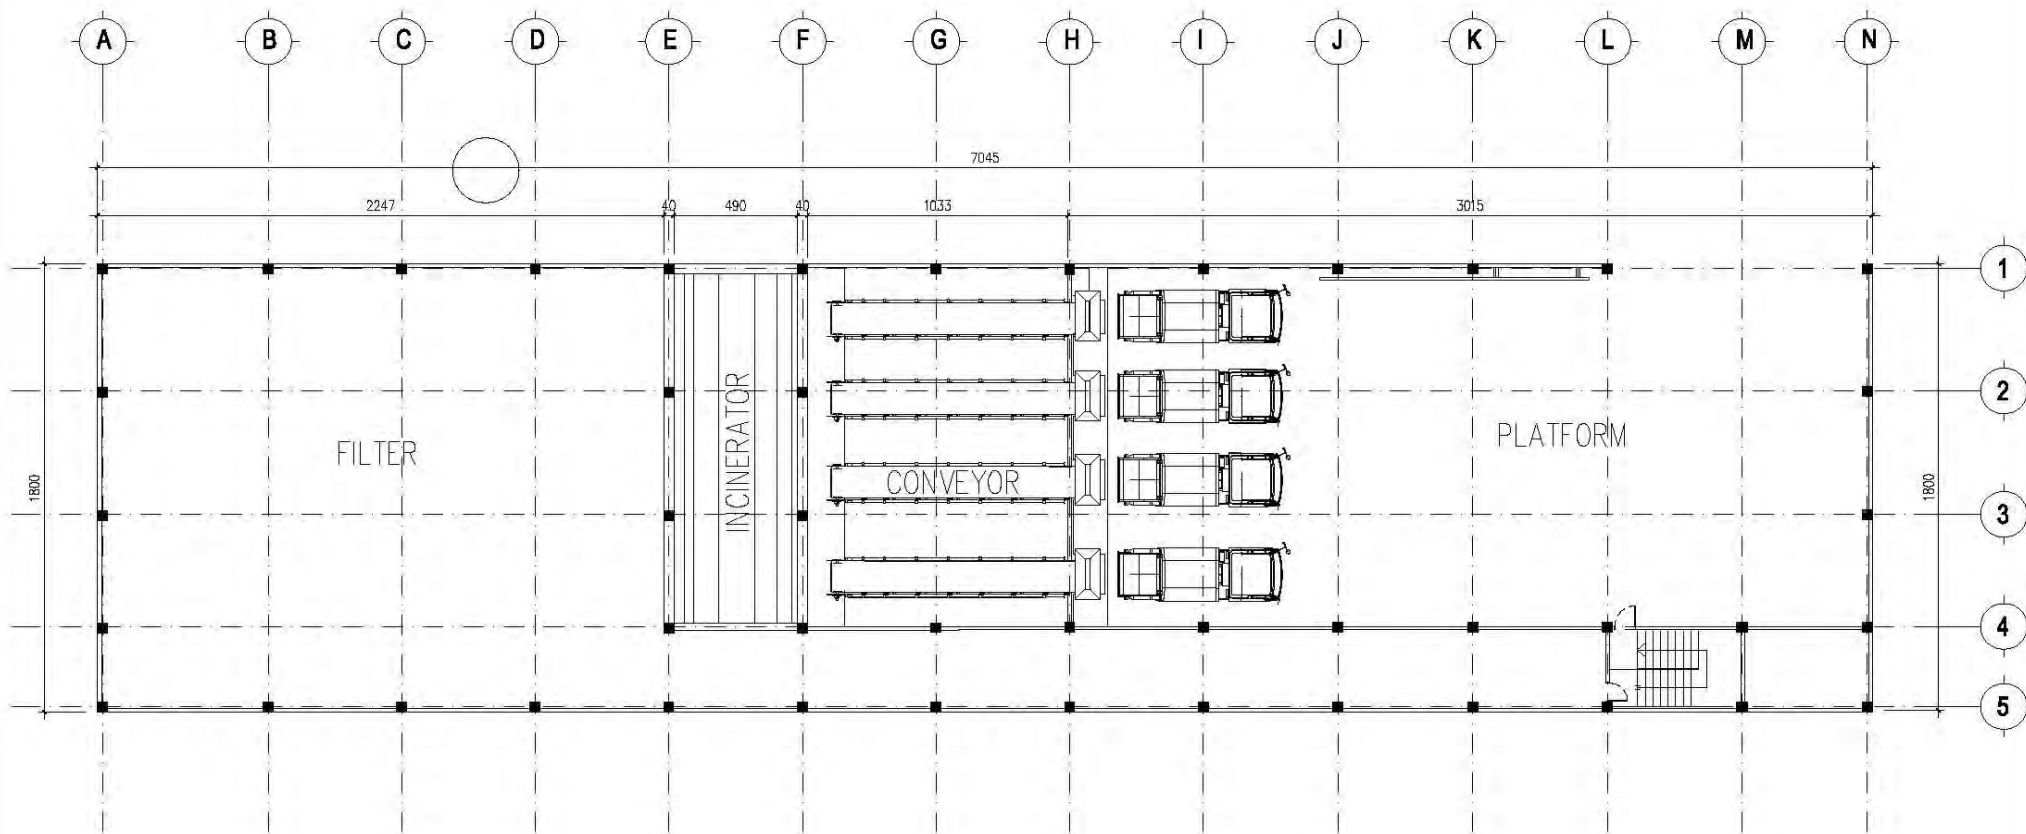 A B C D E F G H I J K L M N
7045
2247 40 490 40 1033 3015
1
2
3
4
5
1800
FILTER
INCINERATOR
CONVEYOR
PLATFORM
1800